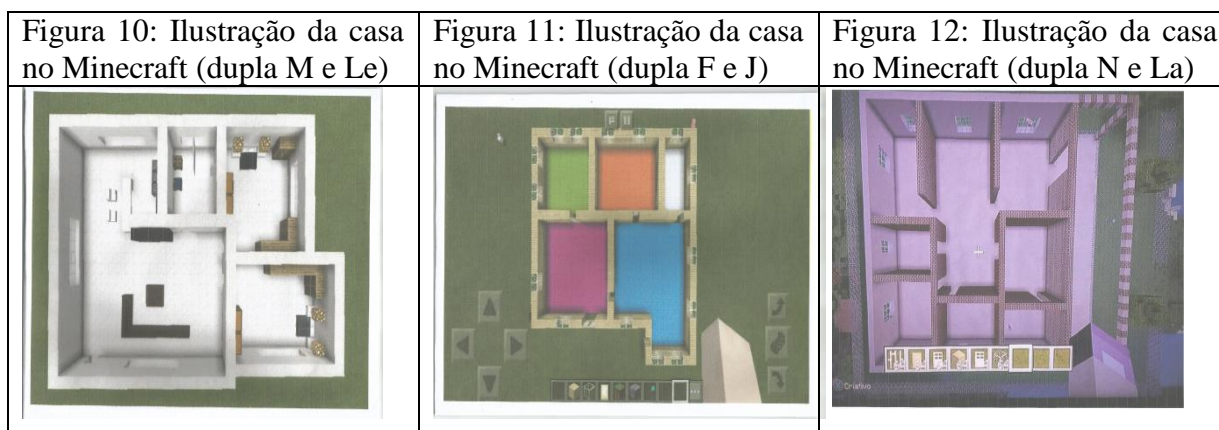 Figura 10: Ilustração da casa
no Minecraft (dupla M e Le)
Figura 11: Ilustração da casa
no Minecraft (dupla F e J)
Figura 12: Ilustração da casa
no Minecraft (dupla N e La)
Criativo